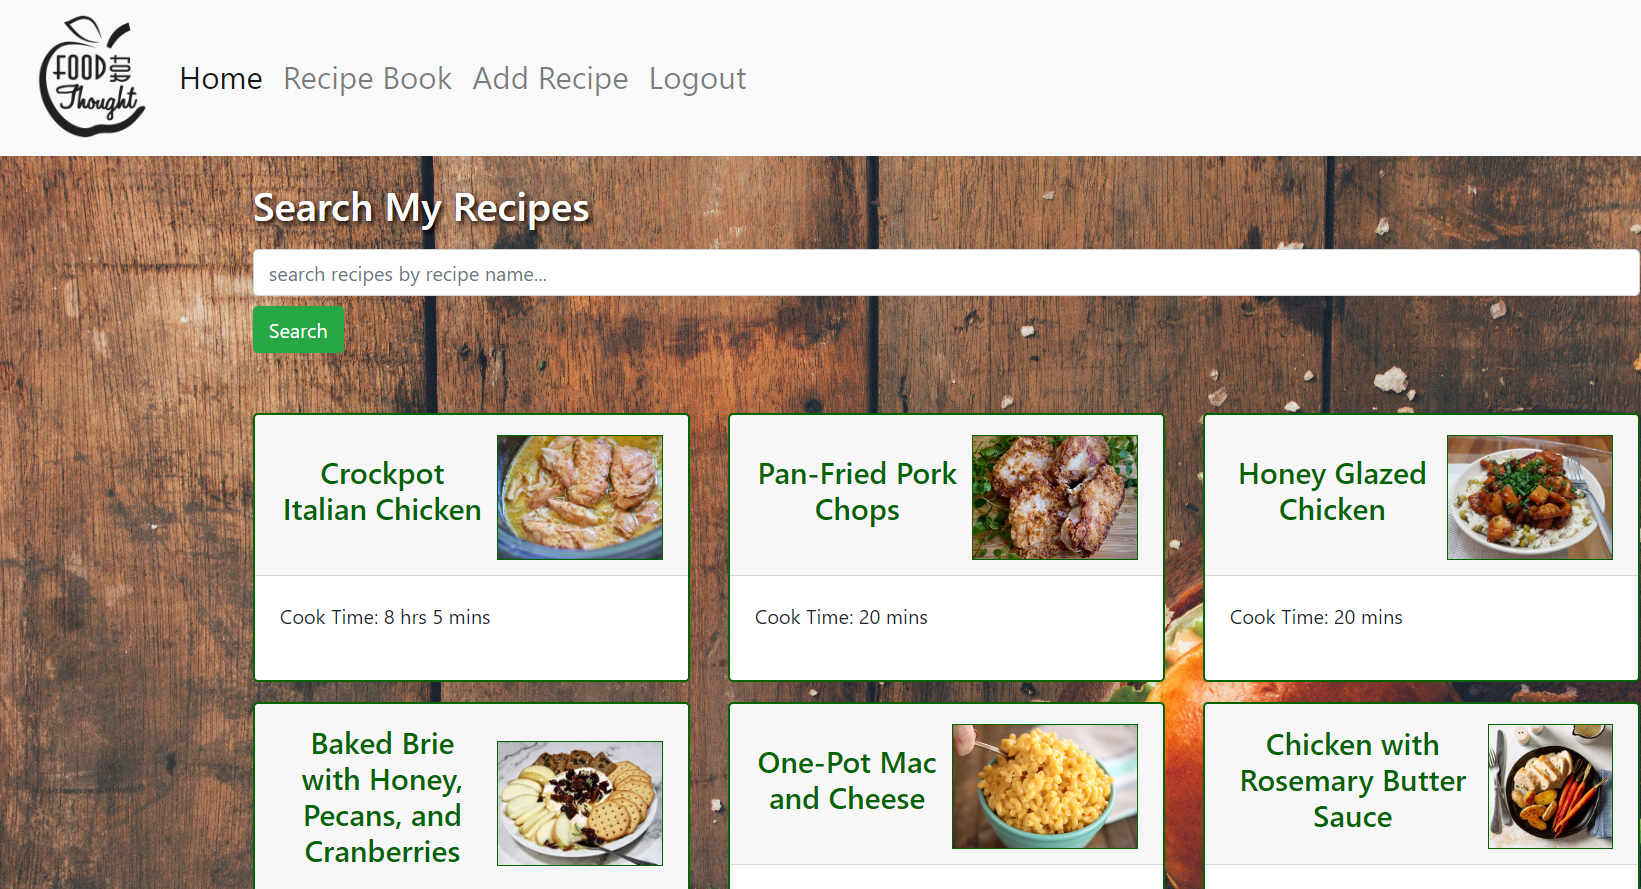 FOOD FOR
Thought
Home Recipe Book Add Recipe Logout
Search My Recipes
search recipes by recipe name...
Search
Crockpot
Italian Chicken
Cook Time: 8 hrs 5 mins
Pan-Fried Pork
Chops
Cook Time: 20 mins
Honey Glazed
Chicken
Cook Time: 20 mins
Baked Brie
with Honey,
Pecans, and
Cranberries
One-Pot Mac
and Cheese
Chicken with
Rosemary Butter
Sauce